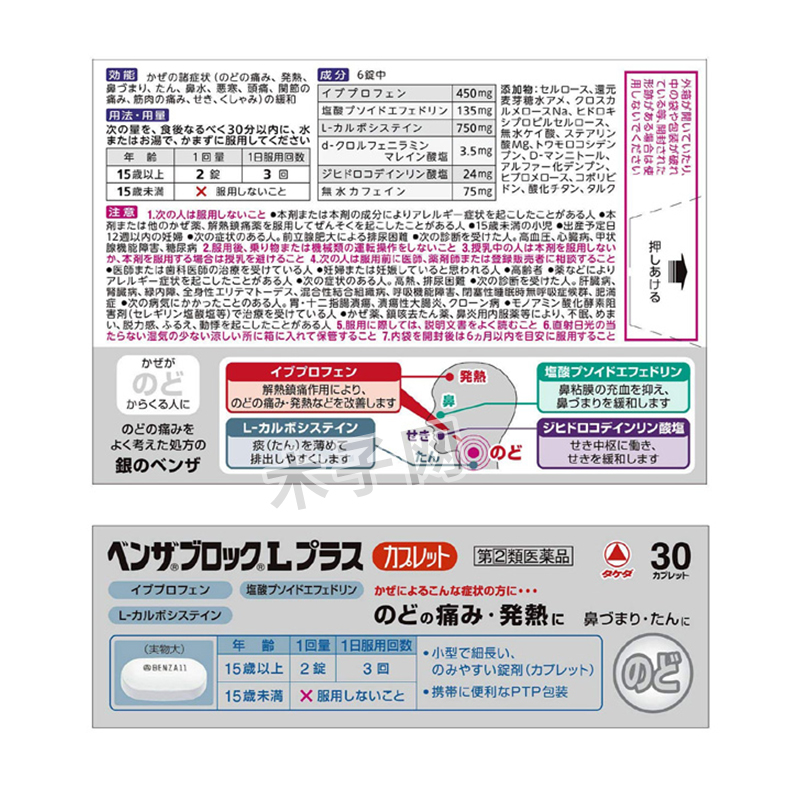 効能 かぜの諸症状(のどの痛み、発熱、
鼻づまり、たん、鼻水、悪寒、頭痛、関節の
痛み、筋肉の痛み、せき、くしゃみ)の緩和
用法・用量
次の量を、食後なるべく30分以内に、水
またはお湯で、かまずに服用してください
年 齢 1回量 1日服用回数
15歳以上 2錠 3回
15歳未満 ×服用しないこと
成分 6錠中
イブプロフェン 450mg
塩酸プソイドエフェドリン 135mg
L-カルボシステイン 750mg
d-クロルフェニラミン
マレイン酸塩 3.5mg
ジヒドロコデインリン酸塩 24mg
無水カフェイン 75mg
添加物:セルロース、還元
麦芽糖水アメ、クロスカ
ルメロースNa、ヒドロキ
シプロピルセルロース、
無水ケイ酸、ステアリン
酸Mg、トウモロコシデン
プン、D-マンニトール、
アルファー化デンプン、
ヒプロメロース、コポリビ
ドン、酸化チタン、タルク
外箱が開いていたり、
中の袋や包装が破れ
ている等、開封された
形跡がある場合は使
用しないでください
押しあける
注意 1.次の人は服用しないこと ●本剤または本剤の成分によりアレルギー症状を起こしたことがある人 ●本
剤または他のかぜ薬、解熱鎮痛薬を服用してぜんそくを起こしたことがある人 ●15歳未満の小児 ●出産予定日
12週以内の妊婦 ●次の症状のある人。前立腺肥大による排尿困難 ●次の診断を受けた人。高血圧、心臓病、甲状
腺機能障害、糖尿病 2.服用後、乗り物または機械類の運転操作をしないこと 3.授乳中の人は本剤を服用しない
か、本剤を服用する場合は授乳を避けること 4.次の人は服用前に医師、薬剤師または登録販売者に相談すること
●医師または歯科医師の治療を受けている人 ●妊婦または妊娠していると思われる人 ●高齢者 ●薬などにより
アレルギー症状を起こしたことがある人 ●次の症状のある人。高熱、排尿困難 ●次の診断を受けた人。肝臓病、
腎臓病、緑内障、全身性エリテマトーデス、混合性結合組織病、呼吸機能障害、閉塞性睡眠時無呼吸症候群、肥満症
●次の病気にかかったことのある人。胃・十二指腸潰瘍、潰瘍性大腸炎、クローン病 ●モノアミン酸化酵素阻
害剤(セレギリン塩酸塩等)で治療を受けている人 ●かぜ薬、鎮咳去たん薬、鼻炎用内服薬等により、不眠、めま
い、脱力感、ふるえ、動悸を起こしたことがある人 5.服用に際しては、説明文書をよく読むこと 6.直射日光の当
たらない湿気の少ない涼しい所に箱に入れて保管すること 7.内袋を開封後は6ヵ月以内を目安に服用すること
かぜが
のど
からくる人に
のどの痛みを
よく考えた処方の
銀のベンザ
イブプロフェン
解熱鎮痛作用により、
のどの痛み・発熱などを改善します
L-カルボシステイン
痰(たん)を薄めて
排出しやすくします
発熱
鼻
せき
たん
のど
塩酸プソイドエフェドリン
鼻粘膜の充血を抑え、
鼻づまりを緩和します
ジヒドロコデインリン酸塩
せき中枢に働き、
せきを緩和します
禾子网
ベンザ®ブロック®Lプラス カプレット 第②類医薬品 タケダ 30
カプレット
イブプロフェン 塩酸プソイドエフェドリン
L-カルボシステイン
かぜによるこんな症状の方に・・・
のどの痛み・発熱に 鼻づまり・たんに
(実物大)
BENZA11
年 齢 1回量 1日服用回数
15歳以上 2錠 3回
15歳未満 ×服用しないこと
・小型で細長い、
のみやすい錠剤(カプレット)
・携帯に便利なPTP包装
のど